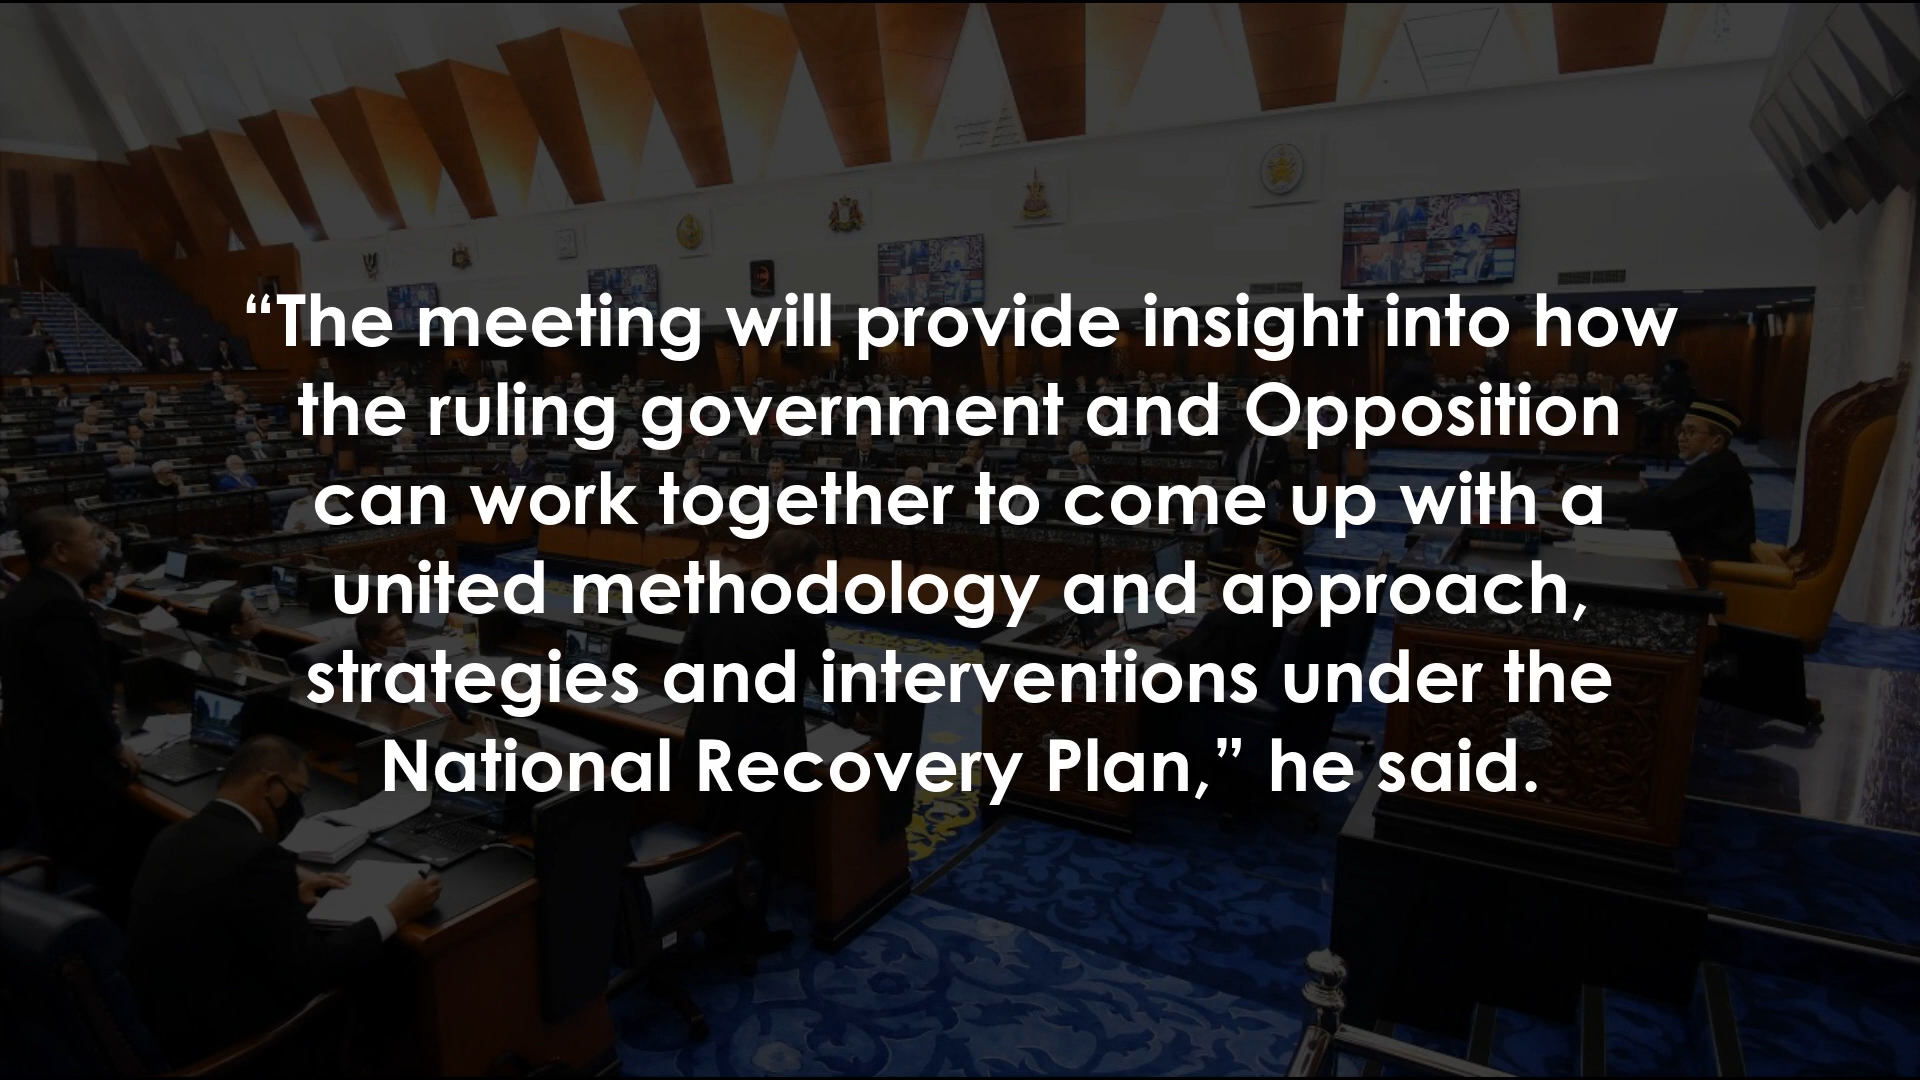 “The meeting will provide insight into how
the ruling government and Opposition
can work together to come up with a
united methodology and approach,
strategies and interventions under the
National Recovery Plan,” he said.